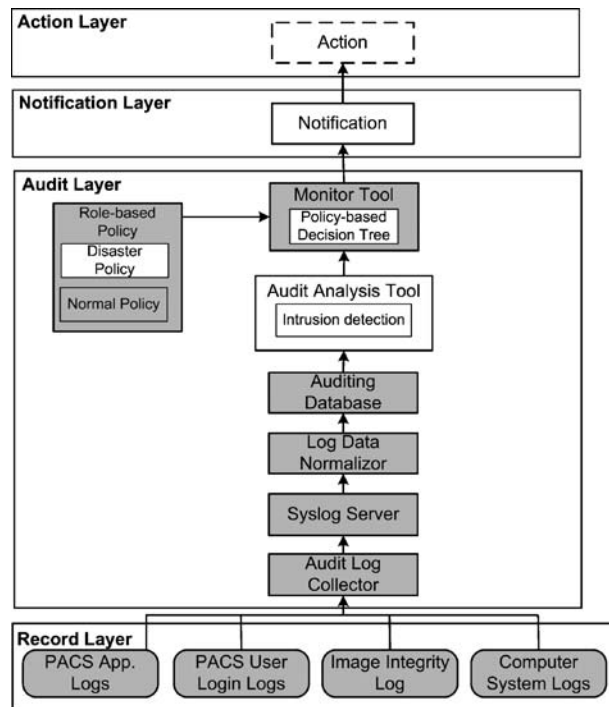 Action Layer
Action
Notification Layer
Notification
Audit Layer
Monitor Tool
Policy-based
Decision Tree
Role-based
Policy
Disaster
Policy
Normal Policy
Audit Analysis Tool
Intrusion detection
Auditing
Database
Log Data
Normalizor
Syslog Server
Audit Log
Collector
Record Layer
PACS App.
Logs
PACS User
Login Logs
Image Integrity
Log
Computer
System Logs